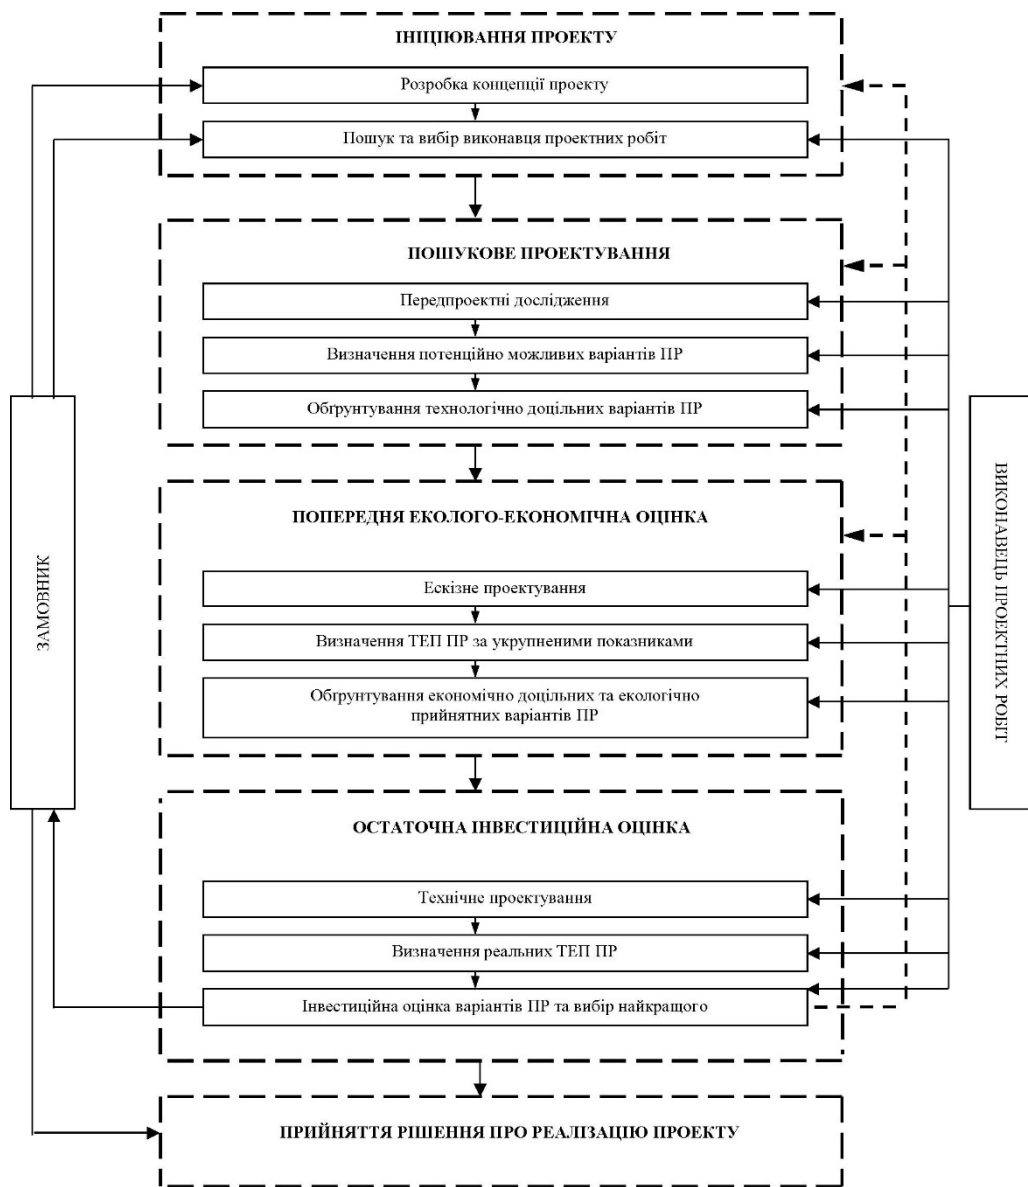 ІНІЦІЮВАННЯ ПРОЕКТУ
Розробка концепції проекту
Пошук та вибір виконавця проектних робіт
ПОШУКОВЕ ПРОЕКТУВАННЯ
Передпроектні дослідження
Визначення потенційно можливих варіантів ПР
Обґрунтування технологічно доцільних варіантів ПР
ЗАМОВНИК
ВИКОНАВЕЦЬ ПРОЕКТНИХ РОБІТ
ПОПЕРЕДНЯ ЕКОЛОГО-ЕКОНОМІЧНА ОЦІНКА
Ескізне проектування
Визначення ТЕП ПР за укрупненими показниками
Обґрунтування економічно доцільних та екологічно
прийнятних варіантів ПР
ОСТАТОЧНА ІНВЕСТИЦІЙНА ОЦІНКА
Технічне проектування
Визначення реальних ТЕП ПР
Інвестиційна оцінка варіантів ПР та вибір найкращого
ПРИЙНЯТТЯ РІШЕННЯ ПРО РЕАЛІЗАЦІЮ ПРОЕКТУ